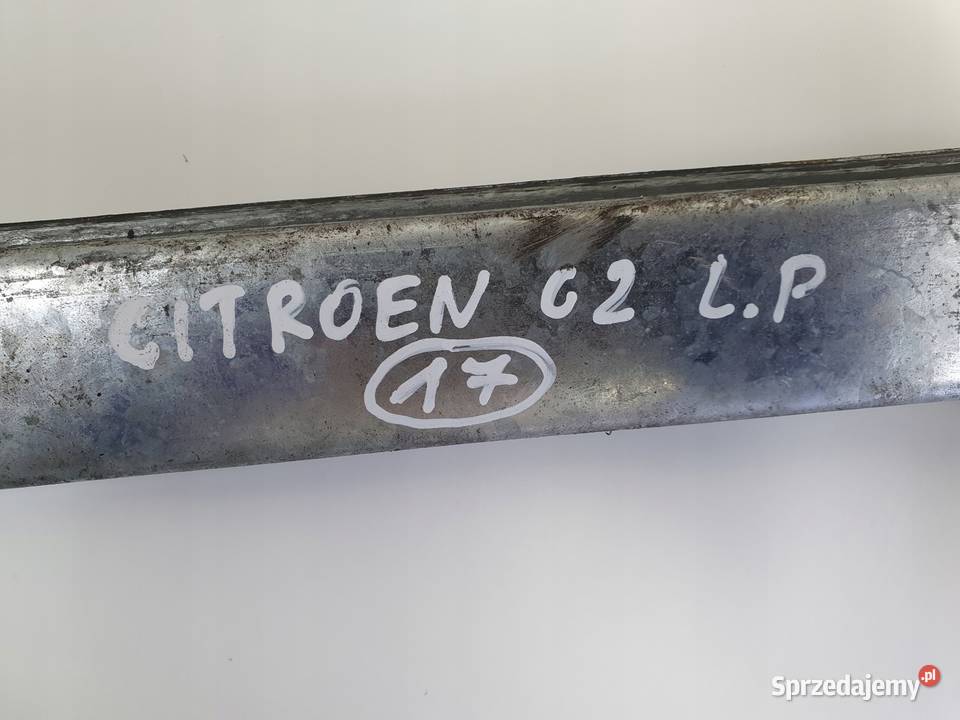 CITROEN C2 L.P
17
Sprzedajemy.pl